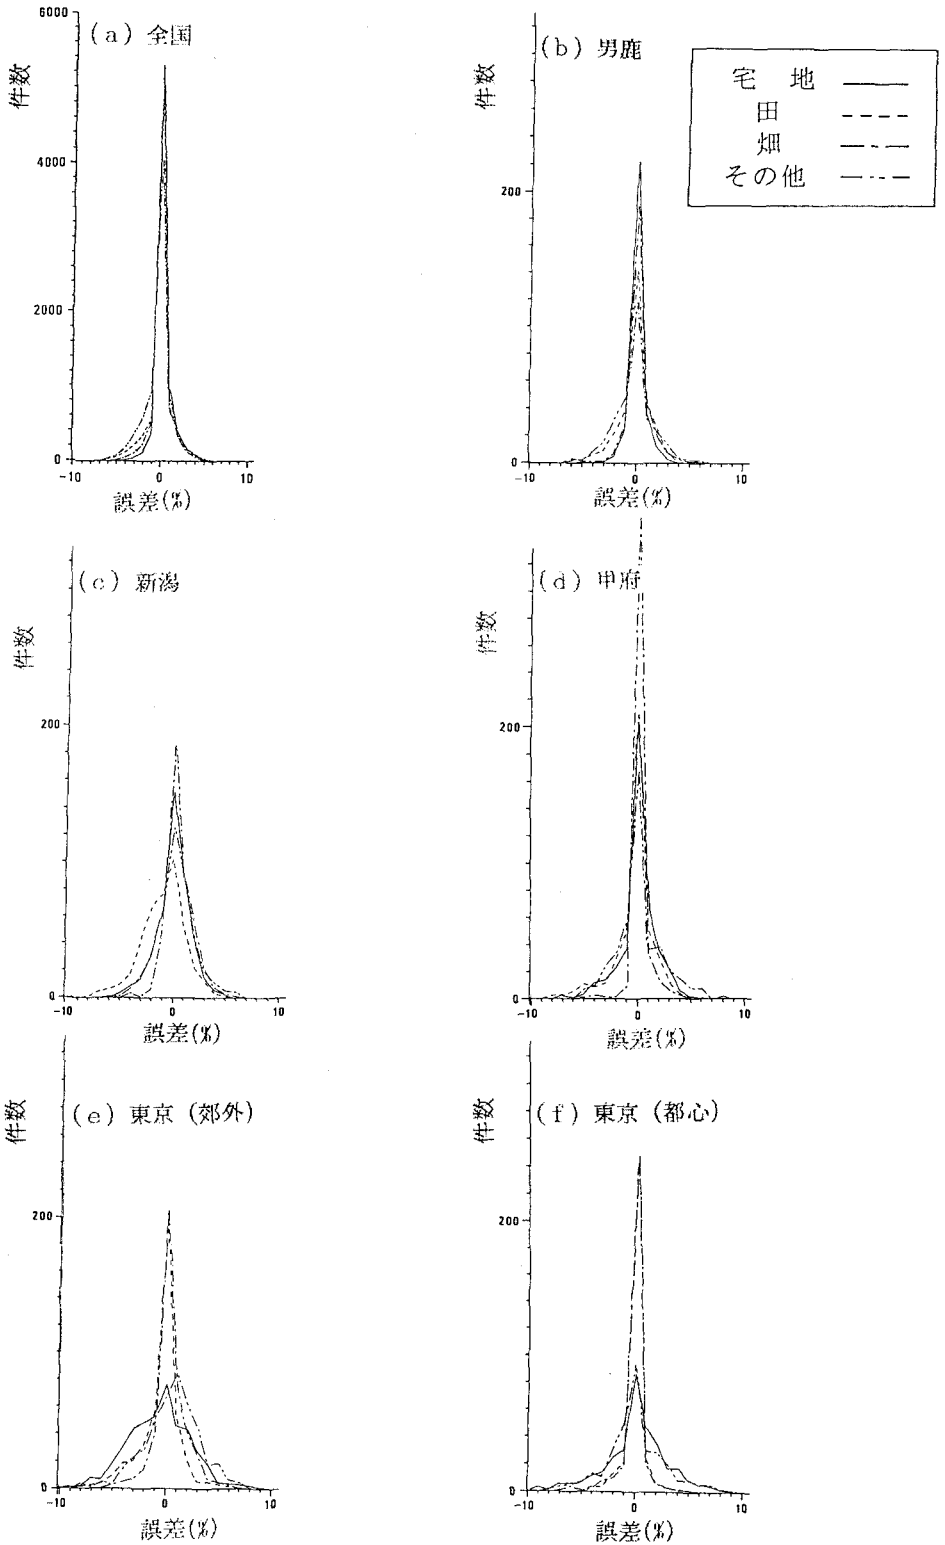 (a) 全国
件数
6000
4000
2000
0
-10
0
10
誤差(%)
(b) 男鹿
件数
200
0
-10
0
10
誤差(%)
宅 地
田
畑
その他
(c) 新潟
件数
200
0
-10
0
10
誤差(%)
(d) 甲府
件数
200
0
-10
0
10
誤差(%)
(e) 東京 (郊外)
件数
200
0
-10
0
10
誤差(%)
(f) 東京 (都心)
件数
200
0
-10
0
10
誤差(%)